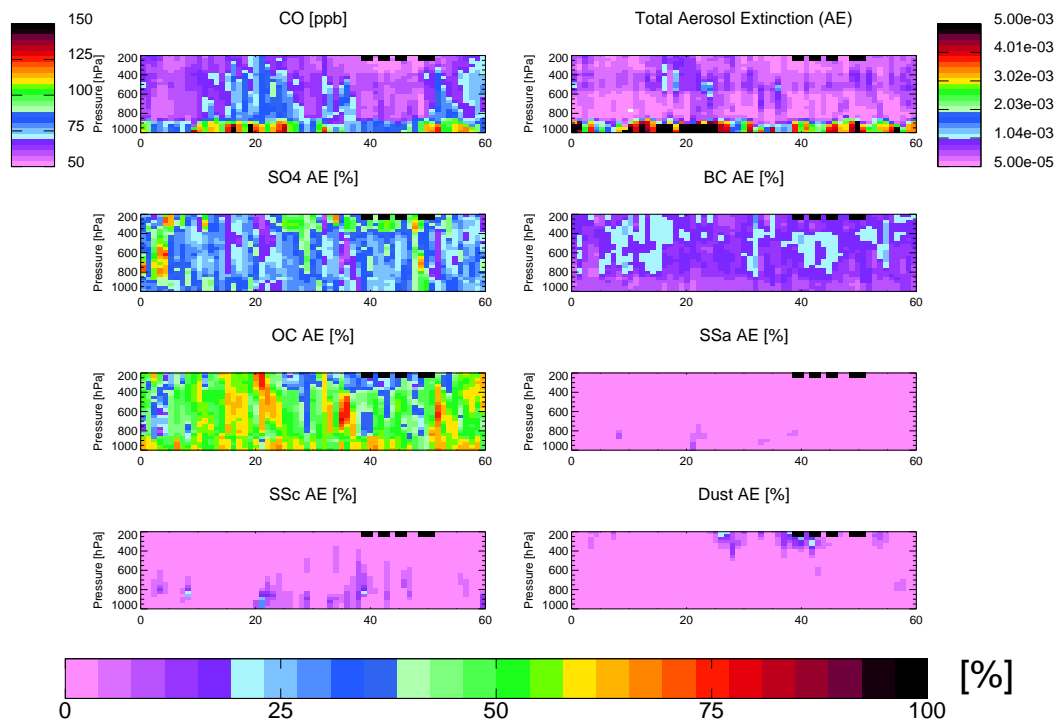 CO [ppb]
Total Aerosol Extinction (AE)
150
125
100
75
50
Pressure [hPa]
200
400
600
800
1000
0 20 40 60
Pressure [hPa]
200
400
600
800
1000
0 20 40 60
5.00e-03
4.01e-03
3.02e-03
2.03e-03
1.04e-03
5.00e-05
SO4 AE [%]
BC AE [%]
Pressure [hPa]
200
400
600
800
1000
0 20 40 60
Pressure [hPa]
200
400
600
800
1000
0 20 40 60
OC AE [%]
SSa AE [%]
Pressure [hPa]
200
400
600
800
1000
0 20 40 60
Pressure [hPa]
200
400
600
800
1000
0 20 40 60
SSc AE [%]
Dust AE [%]
Pressure [hPa]
200
400
600
800
1000
0 20 40 60
Pressure [hPa]
200
400
600
800
1000
0 20 40 60
[%]
0 25 50 75 100